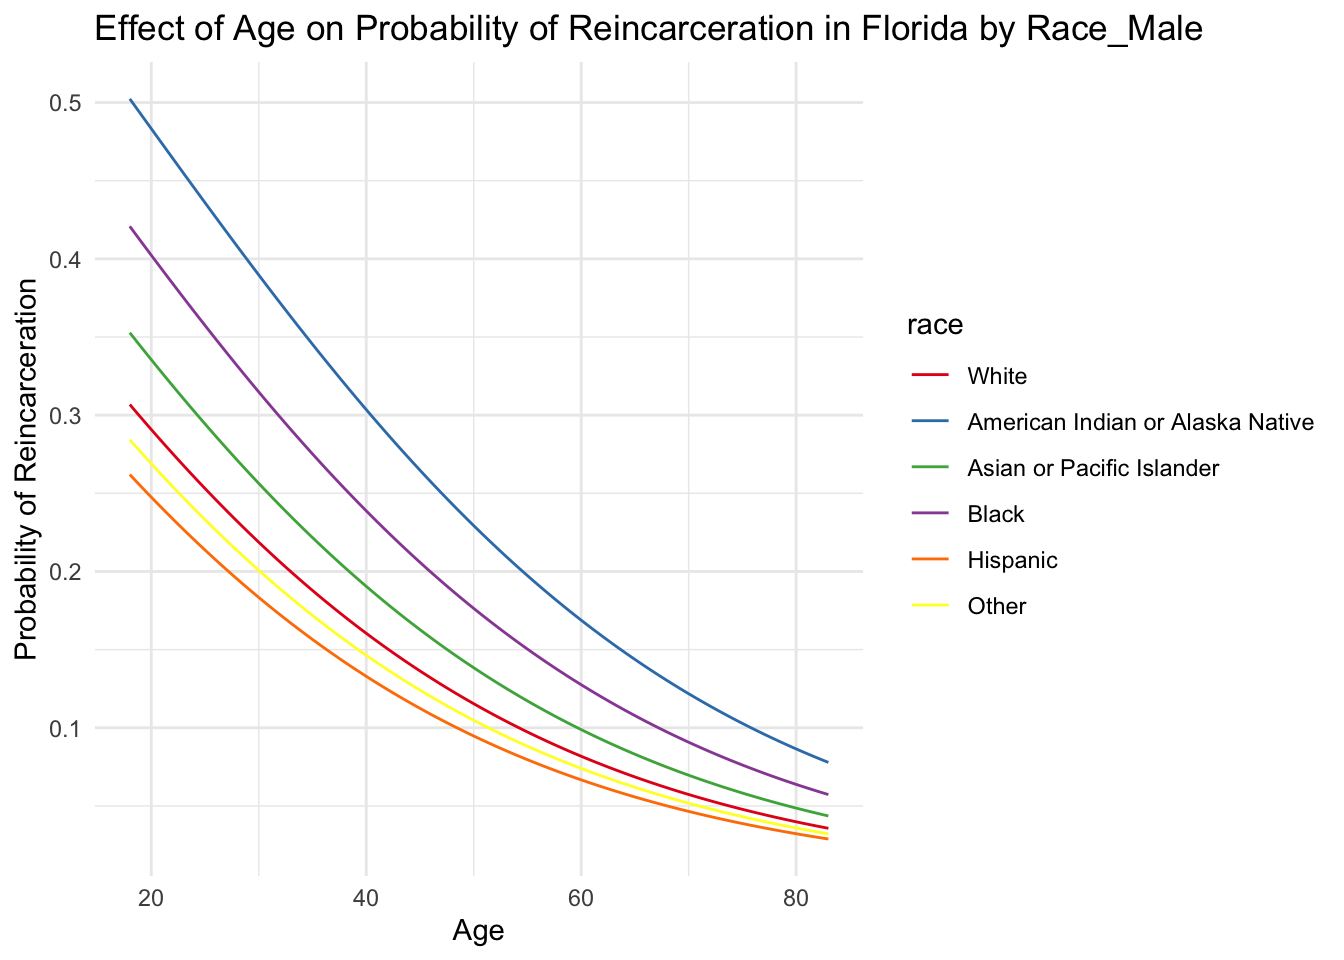 Effect of Age on Probability of Reincarceration in Florida by Race_Male
Probability of Reincarceration
0.5
0.4
0.3
0.2
0.1
20 40 60 80
Age
race
White
American Indian or Alaska Native
Asian or Pacific Islander
Black
Hispanic
Other